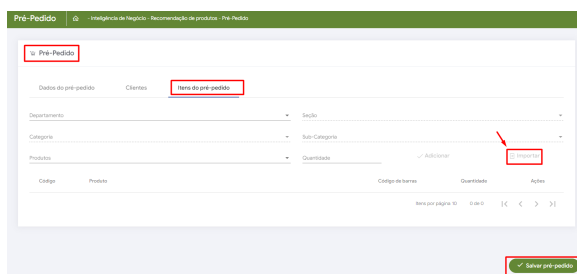 Pré-Pedido - Inteligência de Negócio - Recomendação de produtos - Pré-Pedido
Pré-Pedido
Dados do pré-pedido Clientes Itens do pré-pedido
Departamento Seção
Categoria Sub-Categoria
Produtos Quantidade Adicionar Importar
Código Produto Código de barras Quantidade Ações
Itens por página: 10 0 de 0
Salvar pré-pedido